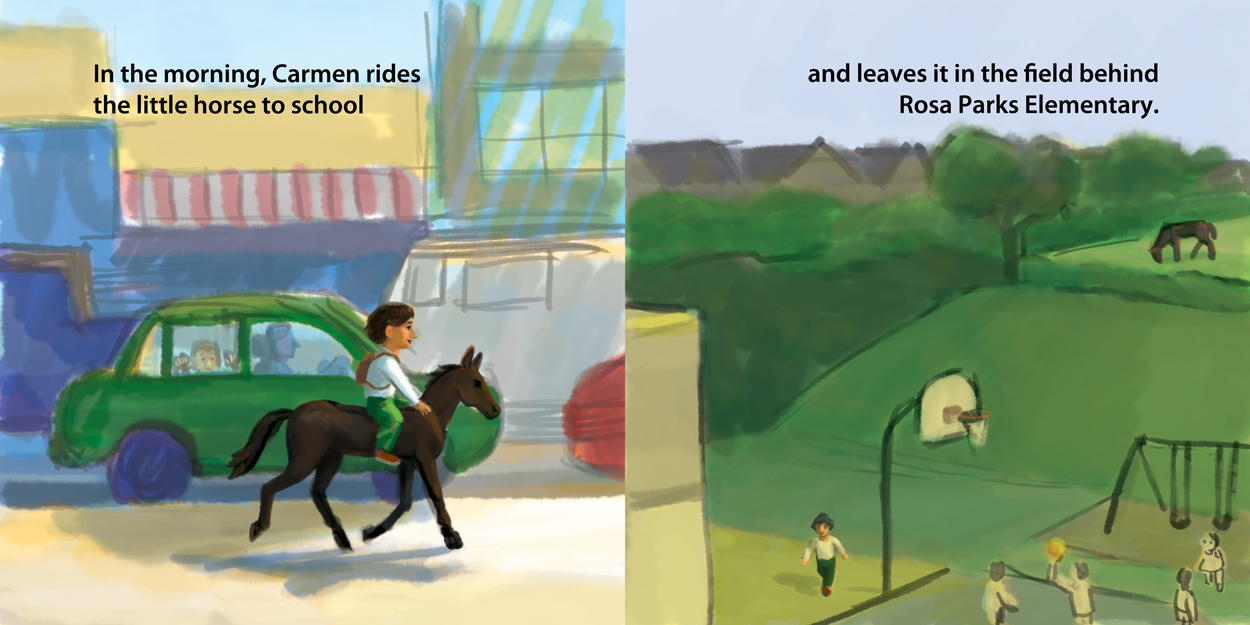 In the morning, Carmen rides
the little horse to school
and leaves it in the field behind
Rosa Parks Elementary.